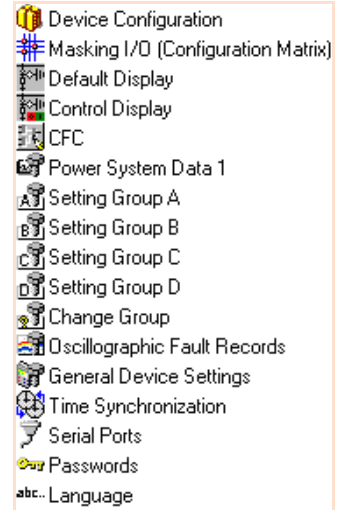 Device Configuration
Masking I/O (Configuration Matrix)
Default Display
Control Display
CFC
Power System Data 1
A Setting Group A
B Setting Group B
C Setting Group C
D Setting Group D
Change Group
Oscillographic Fault Records
General Device Settings
Time Synchronization
Serial Ports
Passwords
abc.. Language